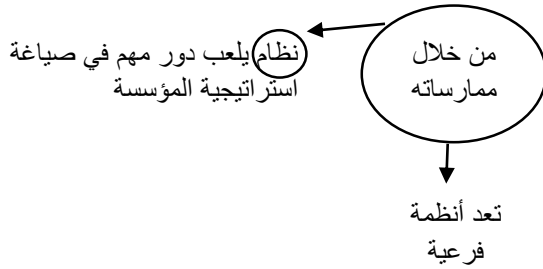 من خلال
ممارساته
نظام يلعب دور مهم في صياغة
استراتيجية المؤسسة
تعد أنظمة
فرعية